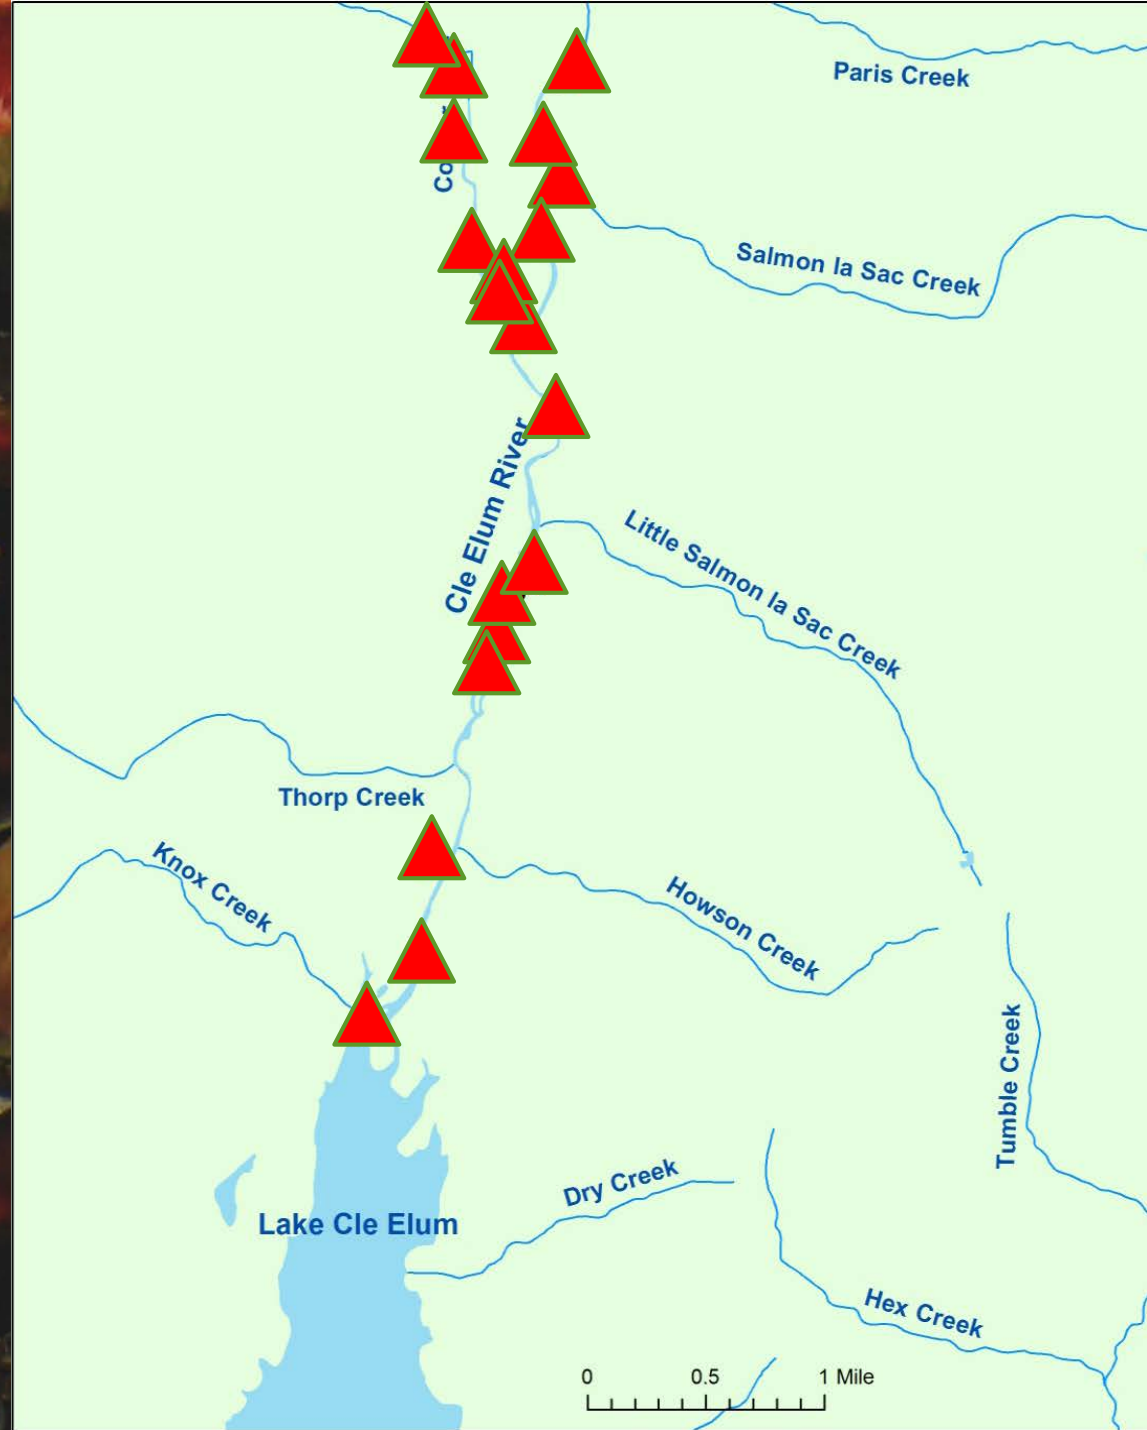 Paris Creek
Co
Salmon la Sac Creek
Cle Elum River
Little Salmon la Sac Creek
Thorp Creek
Knox Creek
Howson Creek
Tumble Creek
Dry Creek
Lake Cle Elum
Hex Creek
0 0.5 1 Mile